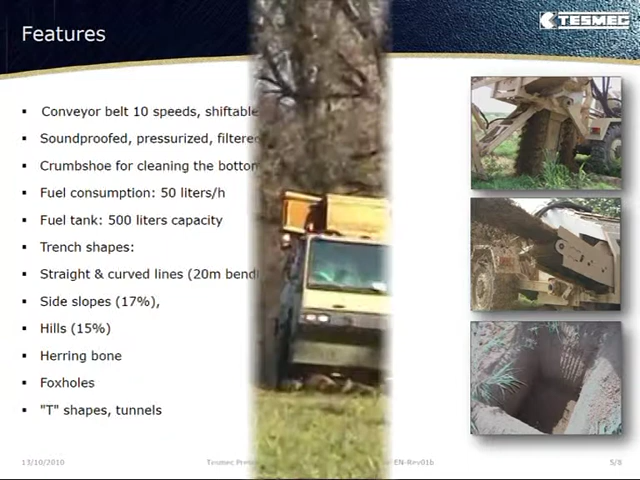 Features
TESMEC
▪ Conveyor belt 10 speeds, shiftable
▪ Soundproofed, pressurized,
▪ Crumbshoe for cleaning the bottom
▪ Fuel consumption: 50 liters/h
▪ Fuel tank: 500 liters capacity
▪ Trench shapes:
▪ Straight & curved lines (20m
▪ Side slopes (17%),
▪ Hills (15%)
▪ Herring bone
▪ Foxholes
▪ "T" shapes, tunnels
13/10/2010
Tesmec
EN-Rev01b
5/8